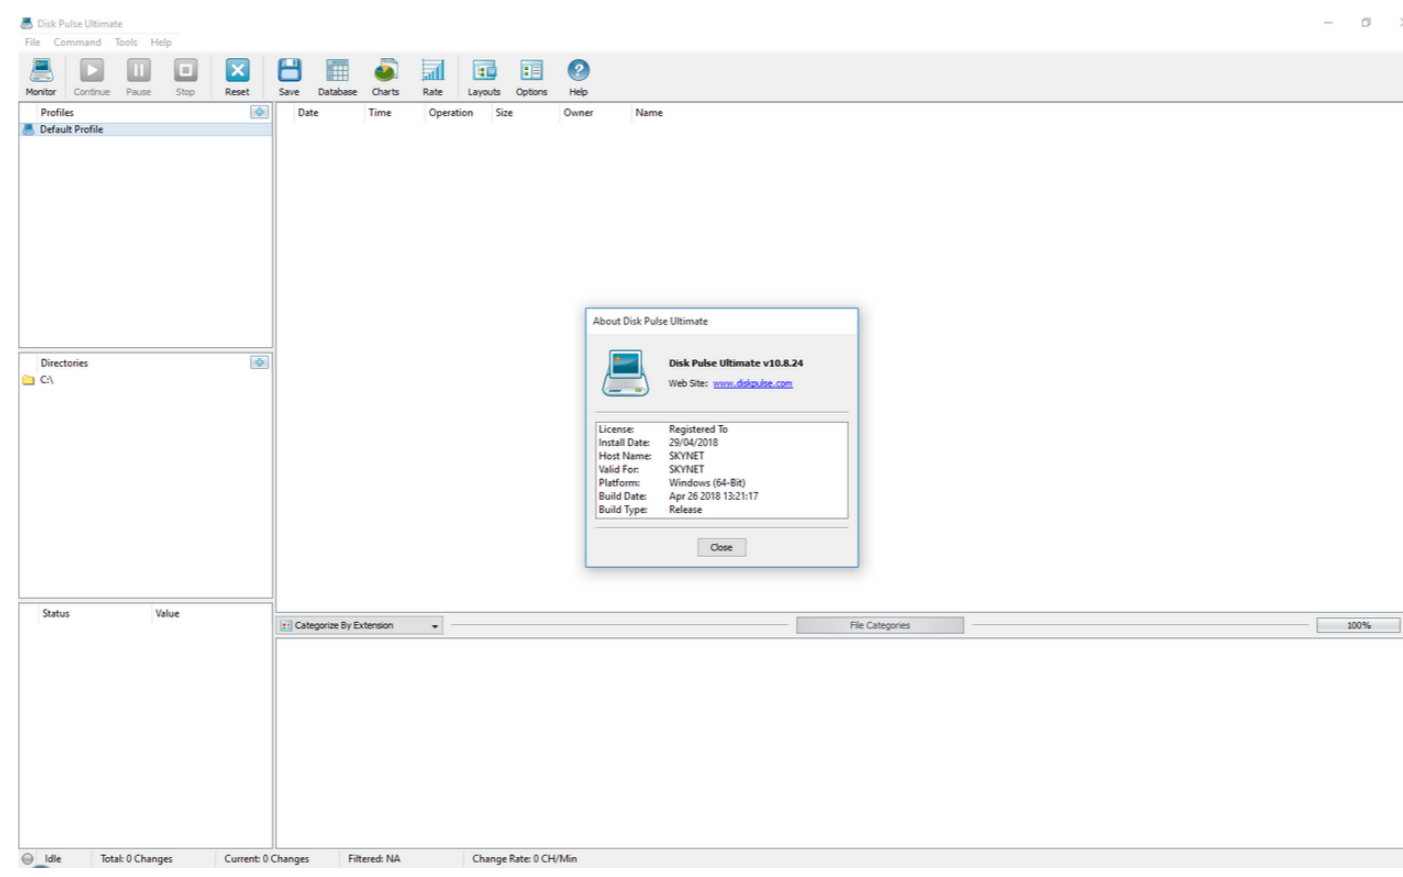 Disk Pulse Ultimate
File Command Tools Help
Monitor Continue Pause Stop Reset Save Database Charts Rate Layouts Options Help
Profiles
Default Profile
Date Time Operation Size Owner Name
Directories
C:\
About Disk Pulse Ultimate
Disk Pulse Ultimate v10.8.24
Web Site: www.diskpulse.com
License: Registered To
Install Date: 29/04/2018
Host Name: SKYNET
Valid For: SKYNET
Platform: Windows (64-Bit)
Build Date: Apr 26 2018 13:21:17
Build Type: Release
Close
Status Value
Categorize By Extension File Categories 100%
Idle Total: 0 Changes Current: 0 Changes Filtered: NA Change Rate: 0 CH/Min